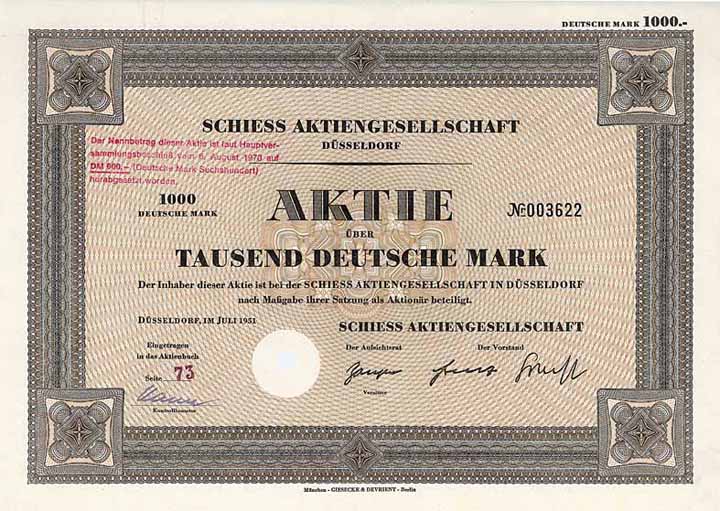 DEUTSCHE MARK 1000.-
SCHIESS AKTIENGESELLSCHAFT
DÜSSELDORF
Der Nennbetrag dieser Aktie ist laut Hauptver-
sammlungsbeschluß vom 6. August 1970 auf
DM 600,- (Deutsche Mark Sechshundert)
herabgesetzt worden.
1000
DEUTSCHE MARK
AKTIE
№ 003622
ÜBER
TAUSEND DEUTSCHE MARK
Der Inhaber dieser Aktie ist bei der SCHIESS AKTIENGESELLSCHAFT IN DÜSSELDORF
nach Maßgabe ihrer Satzung als Aktionär beteiligt.
DÜSSELDORF, IM JULI 1951
SCHIESS AKTIENGESELLSCHAFT
Eingetragen
in das Aktienbuch
Seite 73
Kontrollbeamter
Der Aufsichtsrat
Der Vorstand
Vorsitzer
München - GIESECKE & DEVRIENT - Berlin